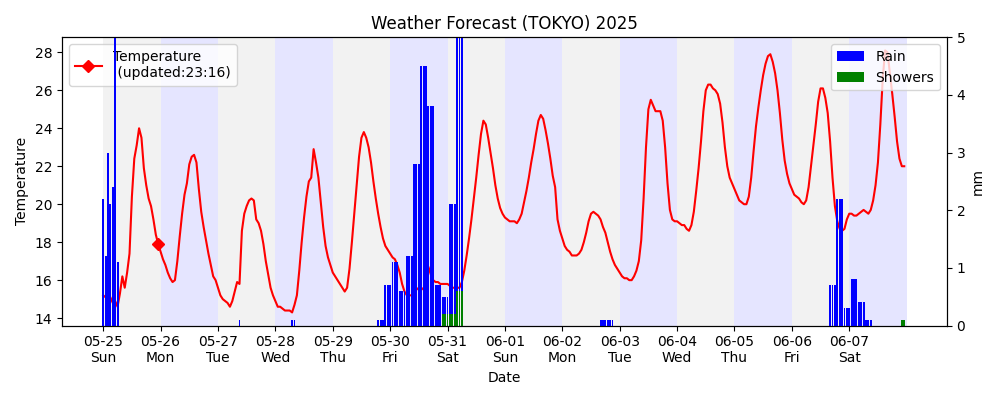 Weather Forecast (TOKYO) 2025
Temperature
(updated:23:16)
Rain
Showers
28
26
24
22
20
18
16
14
Temperature
5
4
3
2
1
0
mm
05-25 05-26 05-27 05-28 05-29 05-30 05-31 06-01 06-02 06-03 06-04 06-05 06-06 06-07
Sun Mon Tue Wed Thu Fri Sat Sun Mon Tue Wed Thu Fri Sat
Date